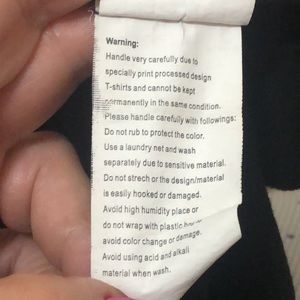 Warning:
Handle very carefully due to
specially print processed design
T-shirts and cannot be kept
permanently in the same condition.
Please handle carefully with followings:
Do not rub to protect the color.
Use a laundry net and wash
separately due to sensitive material.
Do not strech or the design/material
is easily hooked or damaged.
Avoid high humidity place or
do not wrap with plastic
avoid color change or damage.
Avoid using acid and alkali
material when wash.